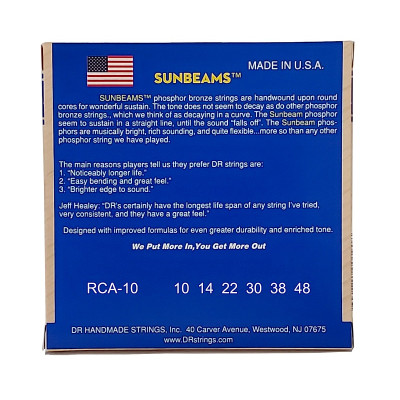 MADE IN U.S.A.
SUNBEAMS™
SUNBEAMS™ phosphor bronze strings are handwound upon round
cores for wonderful sustain. The tone does not seem to decay as do other phosphor
bronze strings., which we think of as decaying in a curve. The Sunbeam phosphor
seem to sustain in a straight line, until the sound "falls off". The Sunbeam phos-
phors are musically bright, rich sounding, and quite flexible...more so than any other
phosphor string we have played.
The main reasons players tell us they prefer DR strings are:
1. "Noticeably longer life."
2. "Easy bending and great feel."
3. "Brighter edge to sound."
Jeff Healey: "DR's certainly have the longest life span of any string I've tried,
very consistent, and they have a great feel."
Designed with improved formulas for even greater durability and enriched tone.
We Put More In,You Get More Out
RCA-10 10 14 22 30 38 48
DR HANDMADE STRINGS, Inc. 40 Carver Avenue, Westwood, NJ 07675
www.DRstrings.com